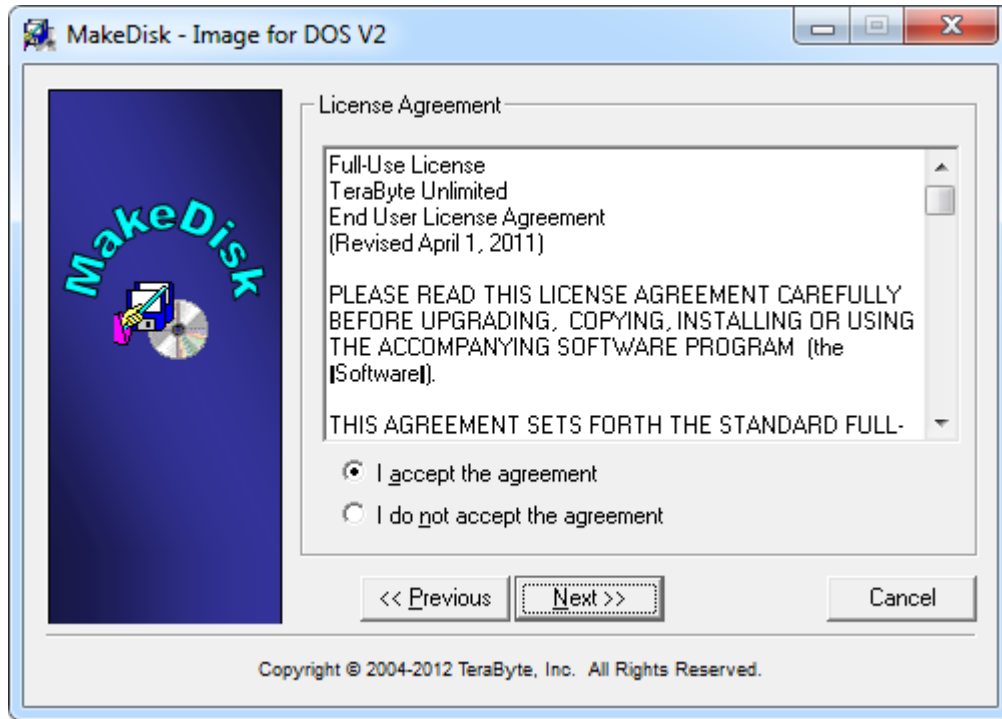 MakeDisk - Image for DOS V2
MakeDisk
License Agreement
Full-Use License
TeraByte Unlimited
End User License Agreement
(Revised April 1, 2011)
PLEASE READ THIS LICENSE AGREEMENT CAREFULLY
BEFORE UPGRADING,  COPYING, INSTALLING OR USING
THE ACCOMPANYING SOFTWARE PROGRAM  (the
▌Software▌).
THIS AGREEMENT SETS FORTH THE STANDARD FULL-
I accept the agreement
I do not accept the agreement
<< Previous
Next >>
Cancel
Copyright © 2004-2012 TeraByte, Inc.  All Rights Reserved.